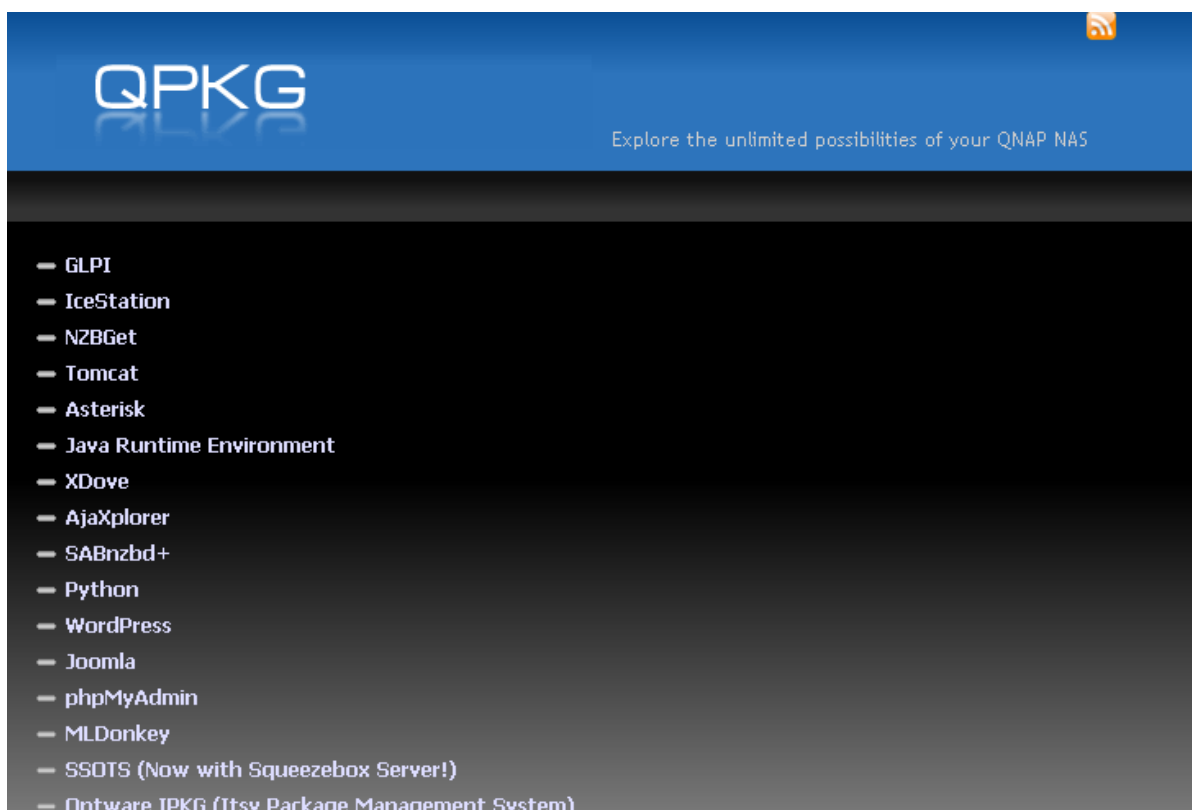 QPKG
Explore the unlimited possibilities of your QNAP NAS
GLPI
IceStation
NZBGet
Tomcat
Asterisk
Java Runtime Environment
XDove
AjaXplorer
SABnzbd+
Python
WordPress
Joomla
phpMyAdmin
MLDonkey
SSOTS (Now with Squeezebox Server!)
Optware IPKG (Itsy Package Management System)